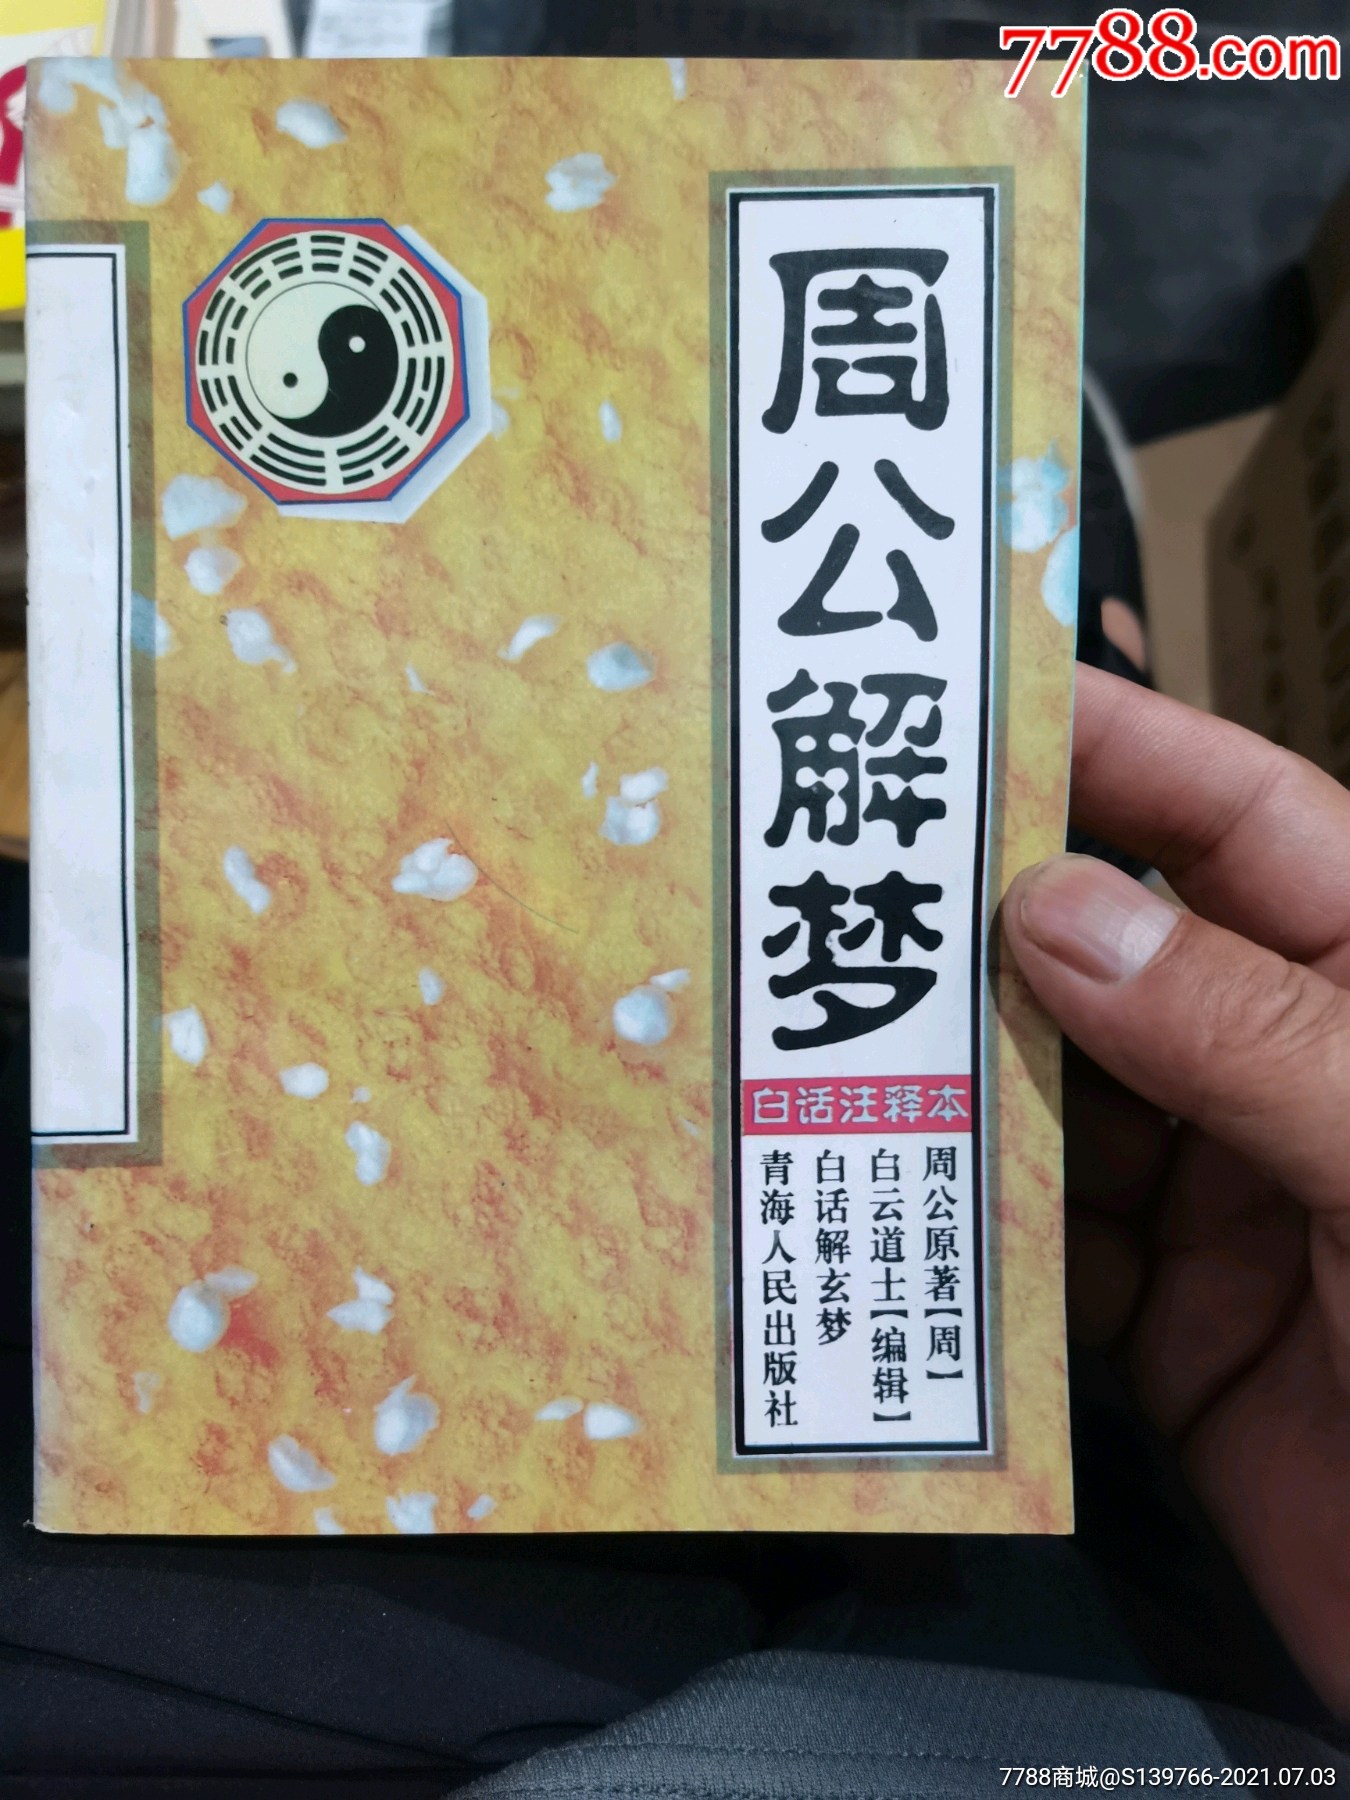 7788.com
周公解梦
白话注释本
周公原著【周】
白云道士【编辑】
白话解玄梦
青海人民出版社
7788商城@S139766-2021.07.03